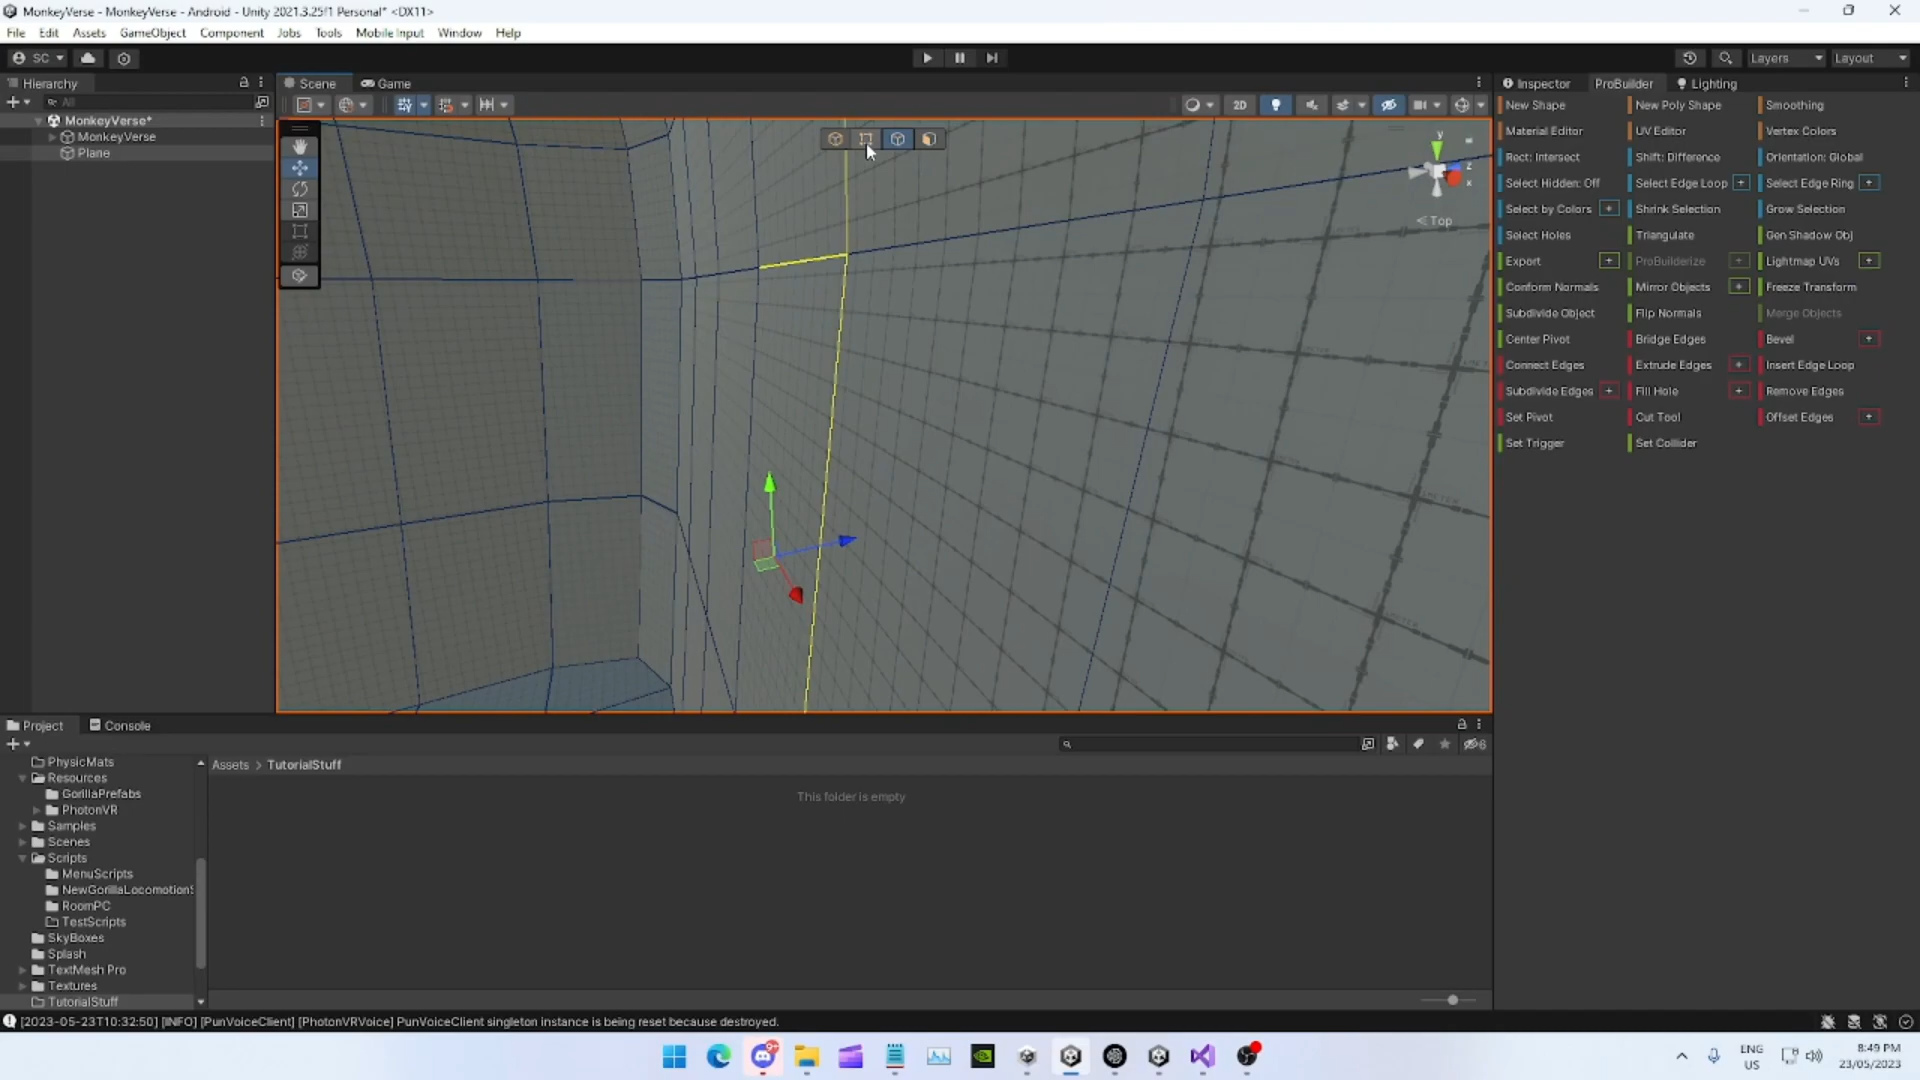 MonkeyVerse - MonkeyVerse - Android - Unity 2021.3.25f1 Personal* <DX11>
File Edit Assets GameObject Component Jobs Tools Mobile Input Window Help
SC Layers Layout
Hierarchy
Scene Game
Inspector ProBuilder Lighting
All
2D
MonkeyVerse*
MonkeyVerse
Plane
y
z
x
Top
New Shape New Poly Shape Smoothing
Material Editor UV Editor Vertex Colors
Rect: Intersect Shift: Difference Orientation: Global
Select Hidden: Off Select Edge Loop + Select Edge Ring +
Select by Colors + Shrink Selection Grow Selection
Select Holes Triangulate Gen Shadow Obj
Export + ProBuilderize + Lightmap UVs +
Conform Normals Mirror Objects + Freeze Transform
Subdivide Object Flip Normals Merge Objects
Center Pivot Bridge Edges Bevel +
Connect Edges Extrude Edges + Insert Edge Loop
Subdivide Edges + Fill Hole + Remove Edges
Set Pivot Cut Tool Offset Edges +
Set Trigger Set Collider
Project Console
6
Assets > TutorialStuff
This folder is empty
PhysicMats
Resources
GorillaPrefabs
PhotonVR
Samples
Scenes
Scripts
MenuScripts
NewGorillaLocomotion
RoomPC
TestScripts
SkyBoxes
Splash
TextMesh Pro
Textures
TutorialStuff
[2023-05-23T10:32:50] [INFO] [PunVoiceClient] [PhotonVRVoice] PunVoiceClient singleton instance is being reset because destroyed.
ENG
US
8:49 PM
23/05/2023